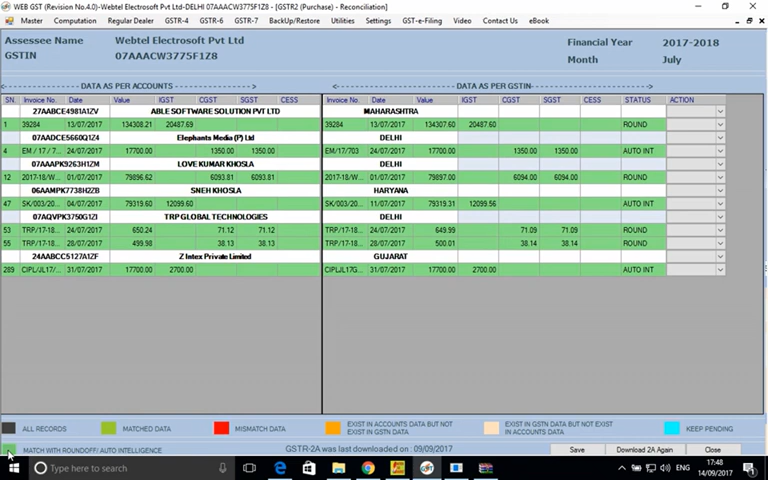 WEB GST (Revision No.4.0)-Webtel Electrosoft Pvt Ltd-DELHI 07AAACW3775F1Z8 - [GSTR2 (Purchase) - Reconciliation]
Master Computation Regular Dealer GSTR-4 GSTR-6 GSTR-7 BackUp/Restore Utilities Settings GST-e-Filing Video Contact Us eBook
Assessee Name Webtel Electrosoft Pvt Ltd Financial Year 2017-2018
GSTIN 07AAACW3775F1Z8 Month July
<---------- DATA AS PER ACCOUNTS ----------> <---------- DATA AS PER GSTIN ---------->
SN. Invoice No. Date Value IGST CGST SGST CESS Invoice No. Date Value IGST CGST SGST CESS STATUS ACTION
27AABCE4981A1ZV ABLE SOFTWARE SOLUTION PVT LTD MAHARASHTRA
1 39284 13/07/2017 134308.21 20487.69 39284 13/07/2017 134307.60 20487.60 ROUND
07AADCE5660Q1Z4 Elephants Media (P) Ltd DELHI
4 EM / 17 / 7... 24/07/2017 17700.00 1350.00 1350.00 EM/17/703 24/07/2017 17700.00 1350.00 1350.00 AUTO INT
07AAAPK9263H1ZM LOVE KUMAR KHOSLA DELHI
12 2017-18/W... 01/07/2017 79896.62 6093.81 6093.81 2017-18/W... 01/07/2017 79897.00 6094.00 6094.00 ROUND
06AAMPK7738H2ZB SNEH KHOSLA HARYANA
47 SK/003/20... 01/07/2017 79319.60 12099.60 SK/003/20... 01/07/2017 79319.31 12099.56 AUTO INT
07AQVPK3750G1ZI TRP GLOBAL TECHNOLOGIES DELHI
53 TRP/17-18... 24/07/2017 650.24 71.12 71.12 TRP/17-18... 24/07/2017 649.99 71.09 71.09 ROUND
55 TRP/17-18... 28/07/2017 499.98 38.13 38.13 TRP/17-18... 28/07/2017 500.01 38.14 38.14 ROUND
24AABCC5127A1ZF Z Intex Private Limited GUJARAT
289 CIPL/JL17/... 31/07/2017 17700.00 2700.00 CIPLJL17G... 31/07/2017 17700.00 2700.00 AUTO INT
ALL RECORDS MATCHED DATA MISMATCH DATA EXIST IN ACCOUNTS DATA BUT NOT EXIST IN GSTN DATA EXIST IN GSTN DATA BUT NOT EXIST IN ACCOUNTS DATA KEEP PENDING
MATCH WITH ROUNDOFF/ AUTO INTELLIGENCE GSTR-2A was last downloaded on : 09/09/2017 Save Download 2A Again Close
Type here to search ENG 17:48
14/09/2017